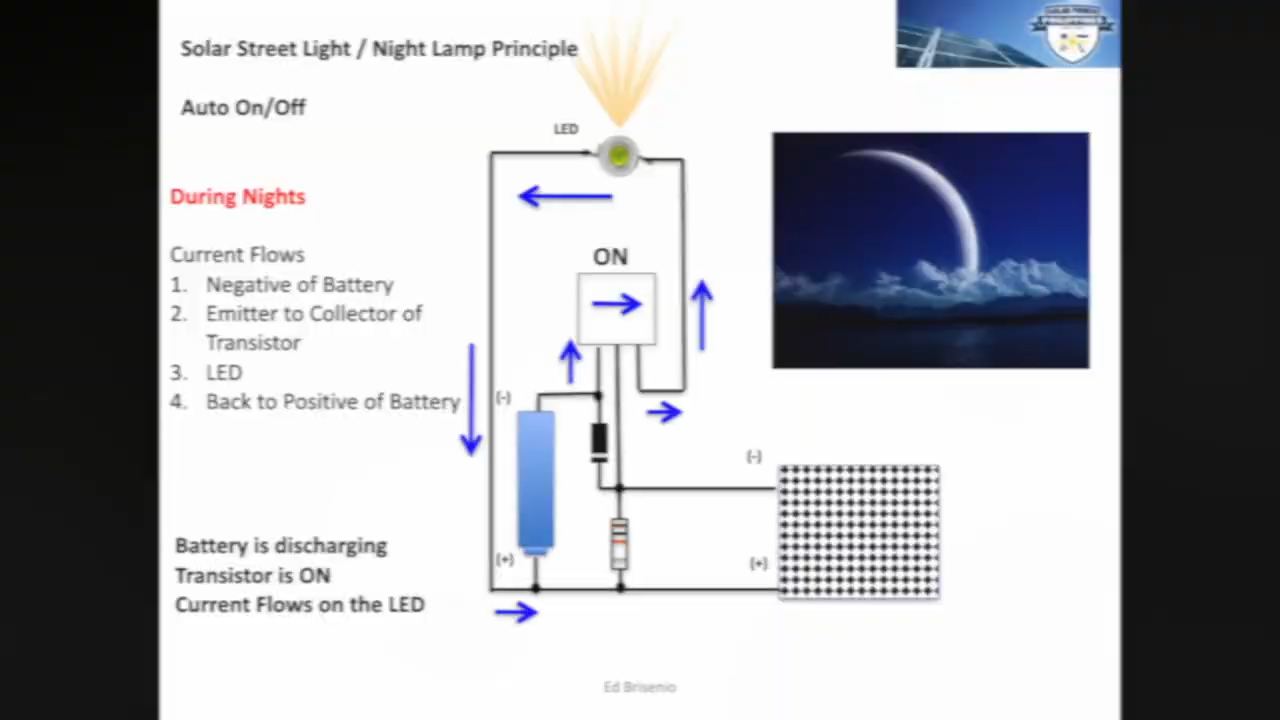 Solar Street Light / Night Lamp Principle
Auto On/Off
LED
During Nights
ON
Current Flows
1. Negative of Battery
2. Emitter to Collector of
Transistor
3. LED
4. Back to Positive of Battery
(-)
(-)
(+)
(+)
Battery is discharging
Transistor is ON
Current Flows on the LED
Ed Brisenio